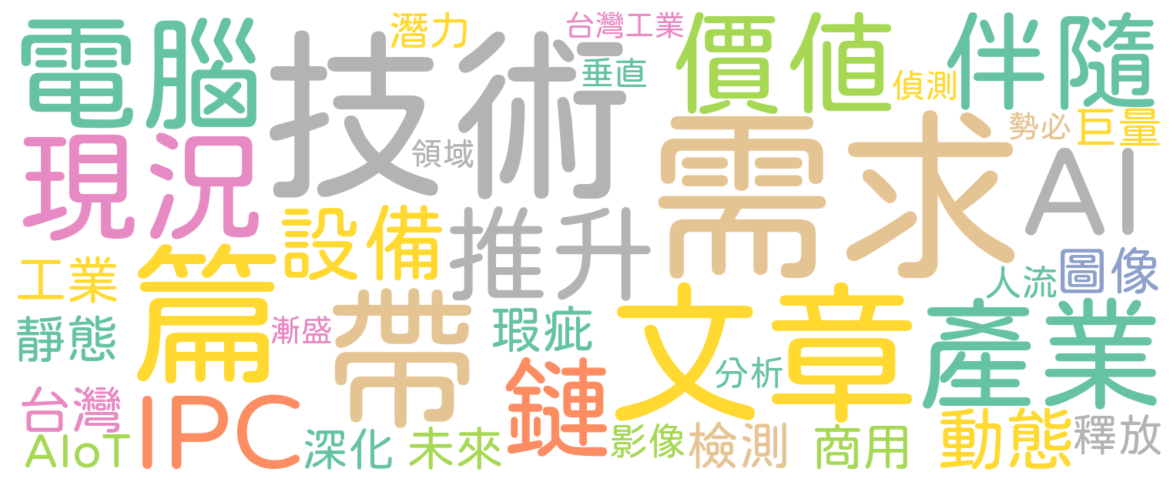 電腦
技術
潛力
台灣工業
垂直
價値
偵測
伴隨
現況
領域
需求
勢必
巨量
AI
設備
推升
工業
篇
帶
漸盛
瑕疵
文章
人流
圖像
靜態
鏈
分析
產業
台灣
AIoT
IPC
深化
未來
影像
檢測
商用
動態
釋放